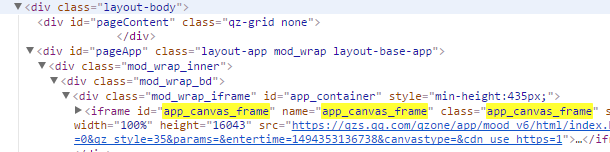 ▼<div class="layout-body">
<div id="pageContent" class="qz-grid none">
</div>
▼<div id="pageApp" class="layout-app mod_wrap layout-base-app">
▼<div class="mod_wrap_inner">
▼<div class="mod_wrap_bd">
▼<div class="mod_wrap_iframe" id="app_container" style="min-height:435px;">
▶<iframe id="app_canvas_frame" name="app_canvas_frame" class="app_canvas_frame" s
width="100%" height="16043" src="https://qzs.qq.com/qzone/app/mood_v6/html/index.h
=0&qz_style=35&params=&entertime=1494353136738&canvastype=&cdn_use_https=1">…</ifr